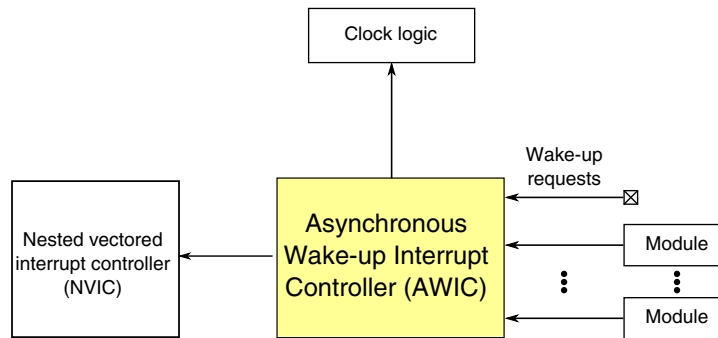 Clock logic
Wake-up
requests
Nested vectored
interrupt controller
(NVIC)
Asynchronous
Wake-up Interrupt
Controller (AWIC)
Module
Module